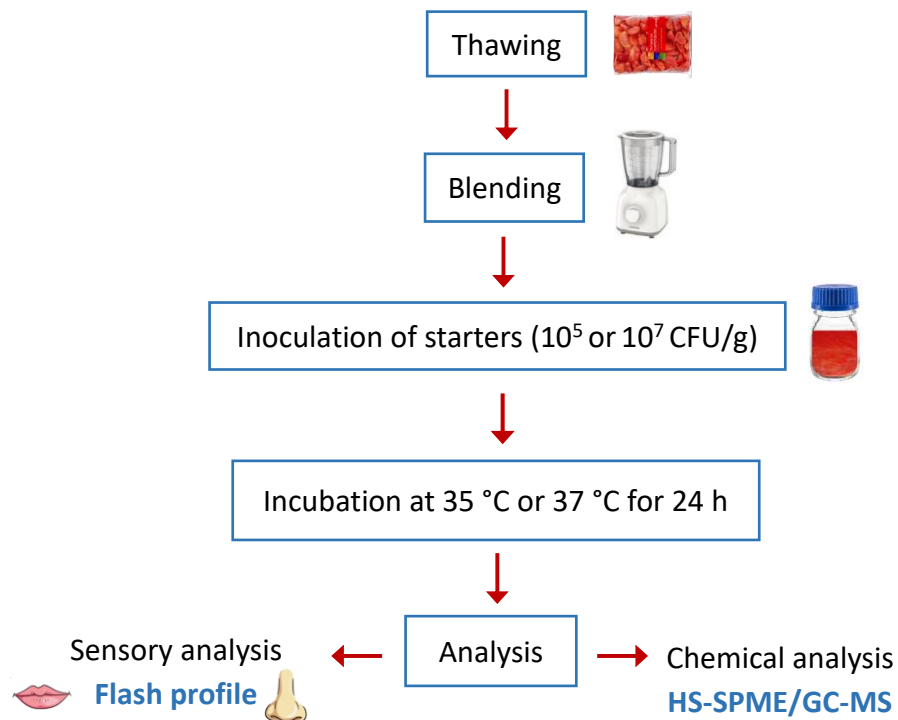 Thawing
Blending
Inoculation of starters (10⁵ or 10⁷ CFU/g)
Incubation at 35 °C or 37 °C for 24 h
Analysis
Sensory analysis
Flash profile
Chemical analysis
HS-SPME/GC-MS